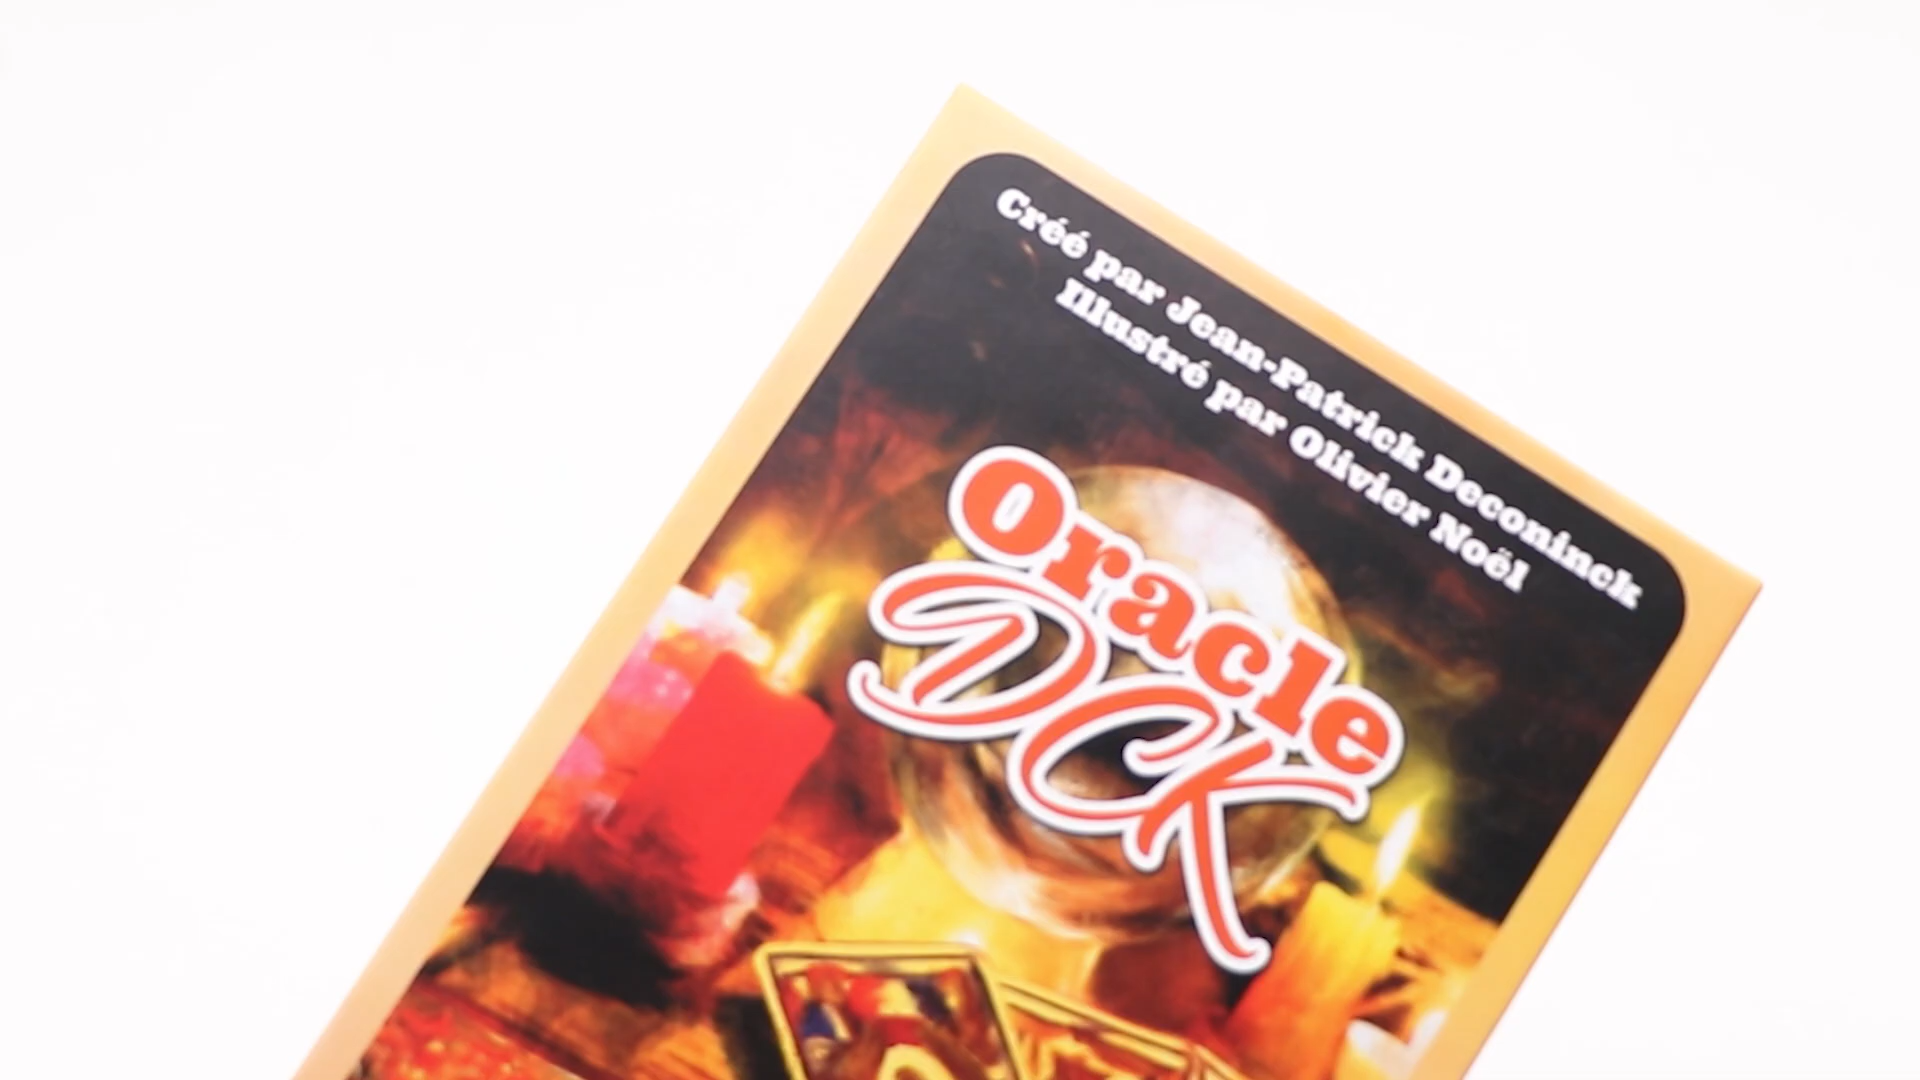 Créé par Jean-Patrick Deconinck
Illustré par Olivier Noël
Oracle
DCK